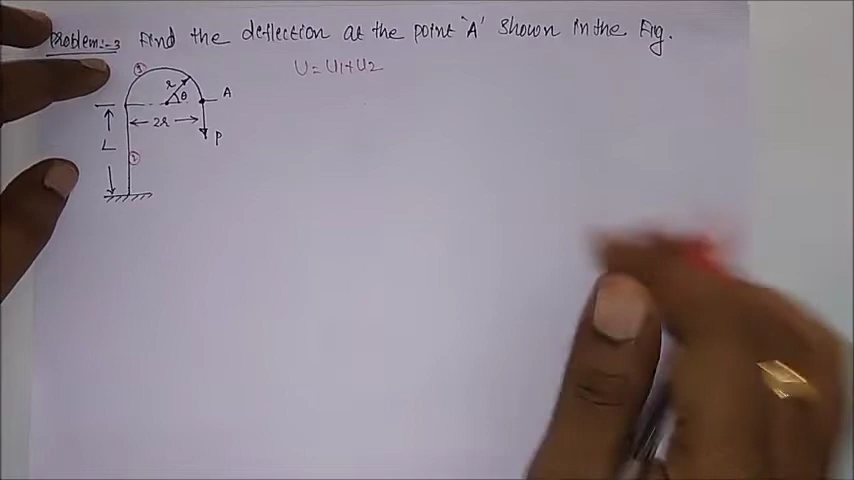 Problem:-3 Find the deflection at the point 'A' shown in the Fig.
U = U1+U2
r
θ
A
2r
P
L